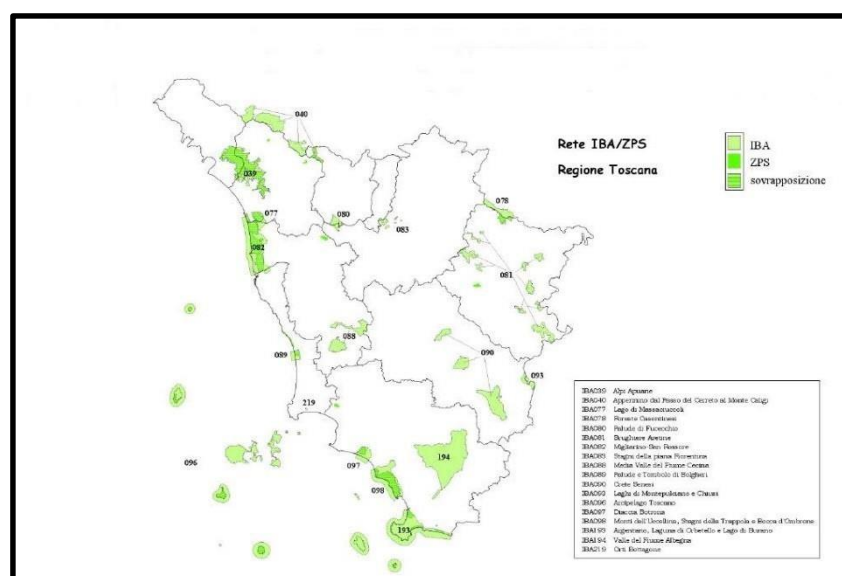 040
Rete IBA/ZPS
Regione Toscana
IBA
ZPS
sovrapposizione
039
077
080
083
078
082
081
088
089
090
093
219
096
097
098
194
193
IBA039 Alpi Apuane
IBA040 Appennino dal Passo del Cerreto al Monte Caligi
IBA077 Lago di Massaciuccoli
IBA078 Foreste Casentinesi
IBA080 Palude di Fucecchio
IBA081 Brughiere Aretine
IBA082 Migliarino-San Rossore
IBA083 Stagni della piana Fiorentina
IBA088 Media Valle del Fiume Cecina
IBA089 Palude e Tombolo di Bolgheri
IBA090 Crete Senesi
IBA093 Laghi di Montepulciano e Chiusi
IBA096 Arcipelago Toscano
IBA097 Diaccia Botrona
IBA098 Monti dell'Uccellina, Stagni della Trappola e Bocca d'Ombrone
IBA193 Argentario, Laguna di Orbetello e Lago di Burano
IBA194 Valle del Fiume Albegna
IBA219 Orti Bottagone